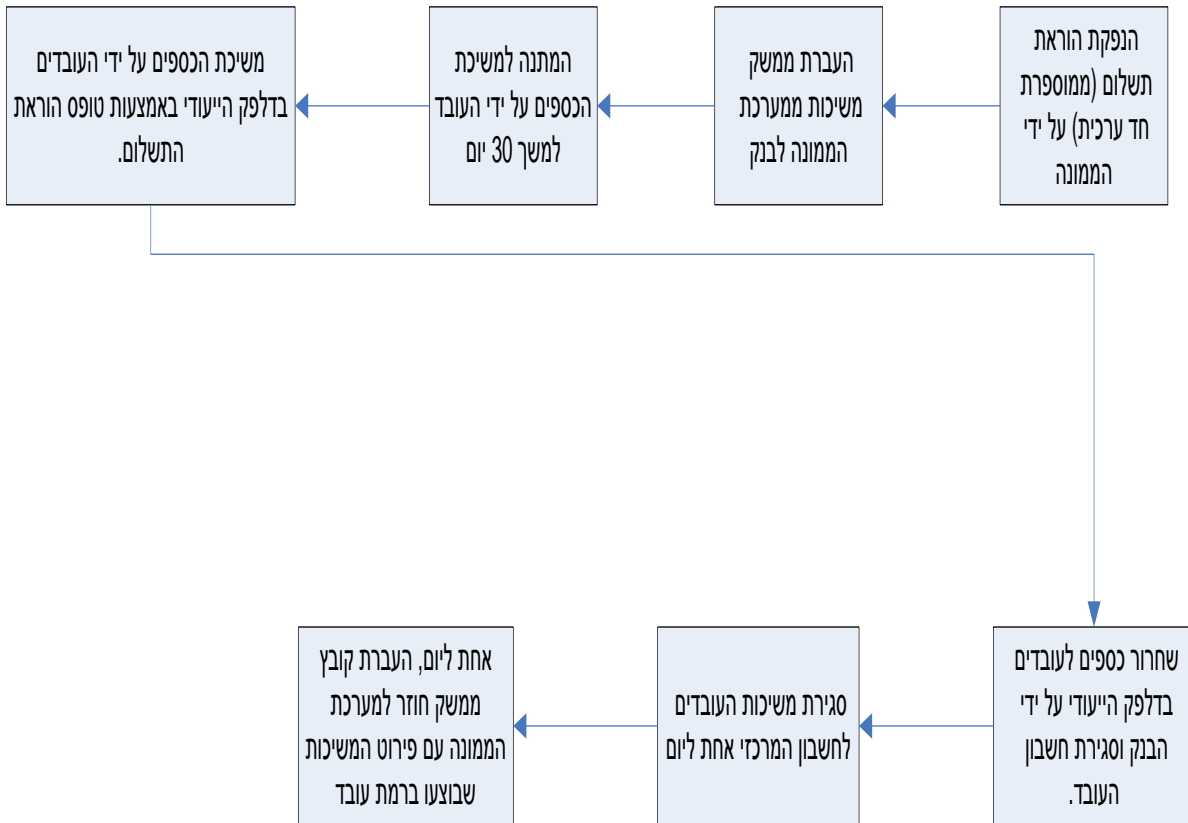 הנפקת הוראת
תשלום (ממוספרת
חד ערכית) על ידי
הממונה
העברת ממשק
משיכות ממערכת
הממונה לבנק
המתנה למשיכת
הכספים על ידי העובד
למשך 30 יום
משיכת הכספים על ידי העובדים
בדלפק הייעודי באמצעות טופס הוראת
התשלום.
שחרור כספים לעובדים
בדלפק הייעודי על ידי
הבנק וסגירת חשבון
העובד.
סגירת משיכות העובדים
לחשבון המרכזי אחת ליום
אחת ליום, העברת קובץ
ממשק חוזר למערכת
הממונה עם פירוט המשיכות
שבוצעו ברמת עובד